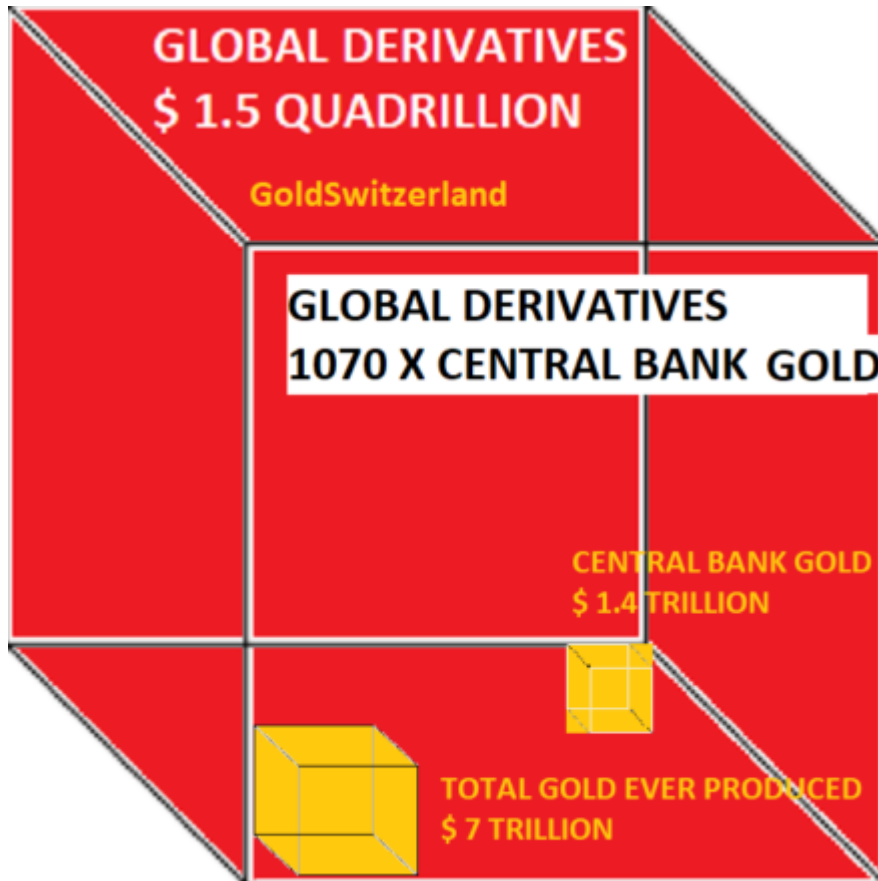 GLOBAL DERIVATIVES
$ 1.5 QUADRILLION
GoldSwitzerland
GLOBAL DERIVATIVES
1070 X CENTRAL BANK GOLD
CENTRAL BANK GOLD
$ 1.4 TRILLION
TOTAL GOLD EVER PRODUCED
$ 7 TRILLION